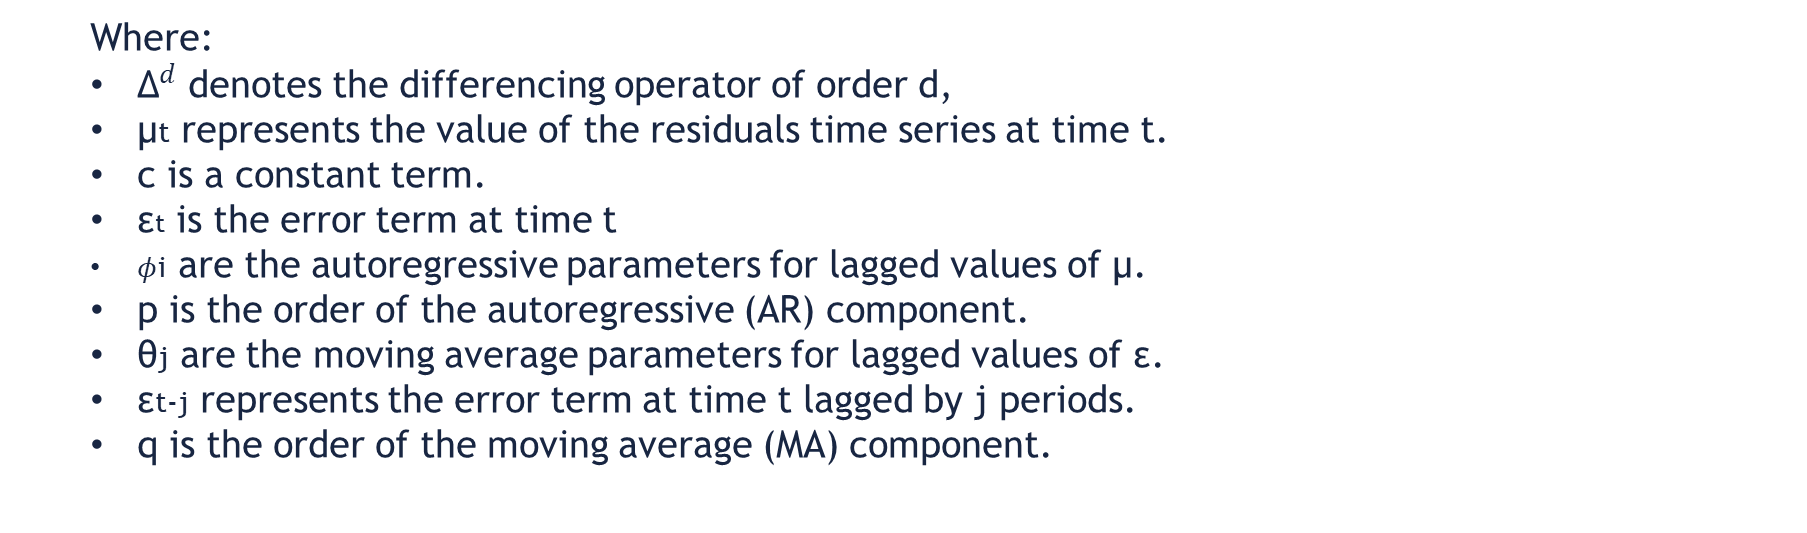 Where:
• Δ^d denotes the differencing operator of order d,
• μt represents the value of the residuals time series at time t.
• c is a constant term.
• εt is the error term at time t
• ϕi are the autoregressive parameters for lagged values of μ.
• p is the order of the autoregressive (AR) component.
• θj are the moving average parameters for lagged values of ε.
• εt-j represents the error term at time t lagged by j periods.
• q is the order of the moving average (MA) component.